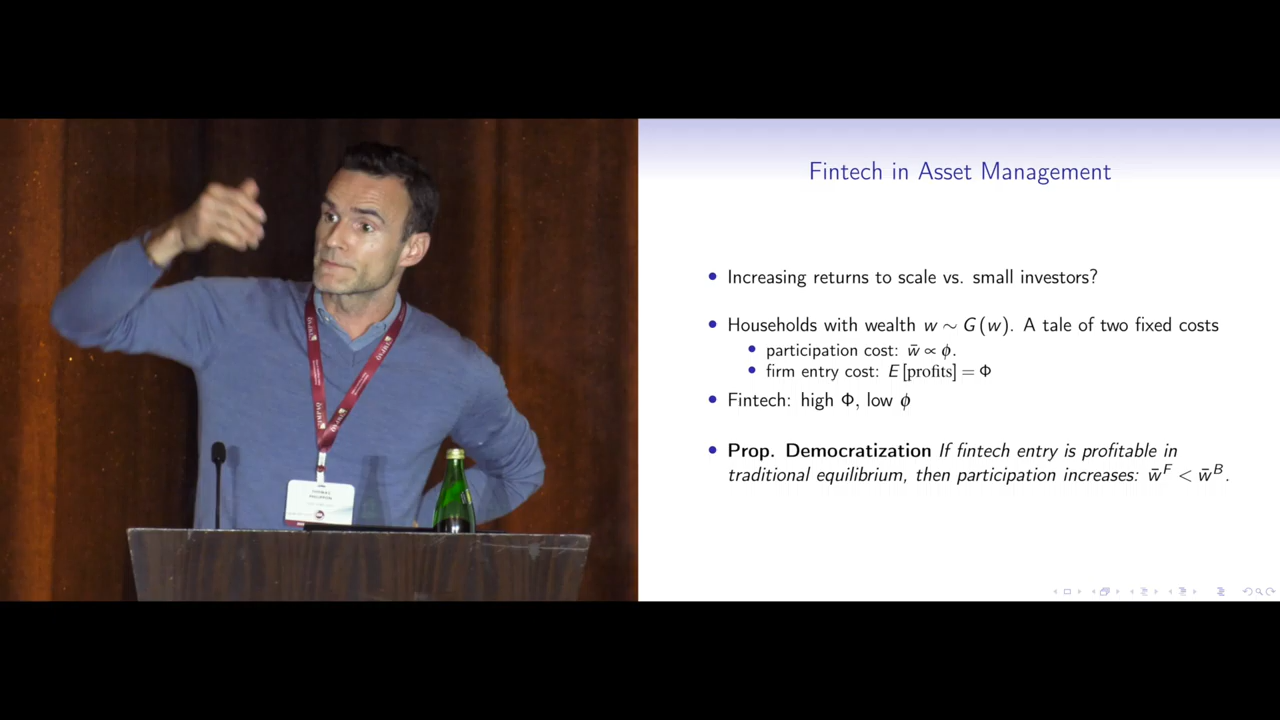 Fintech in Asset Management
• Increasing returns to scale vs. small investors?
• Households with wealth w ∼ G (w). A tale of two fixed costs
• participation cost: w̄ ∝ ϕ.
• firm entry cost: E [profits] = Φ
• Fintech: high Φ, low ϕ
• Prop. Democratization If fintech entry is profitable in
traditional equilibrium, then participation increases: w̄^F < w̄^B.
THOMAS
PHILIPPON